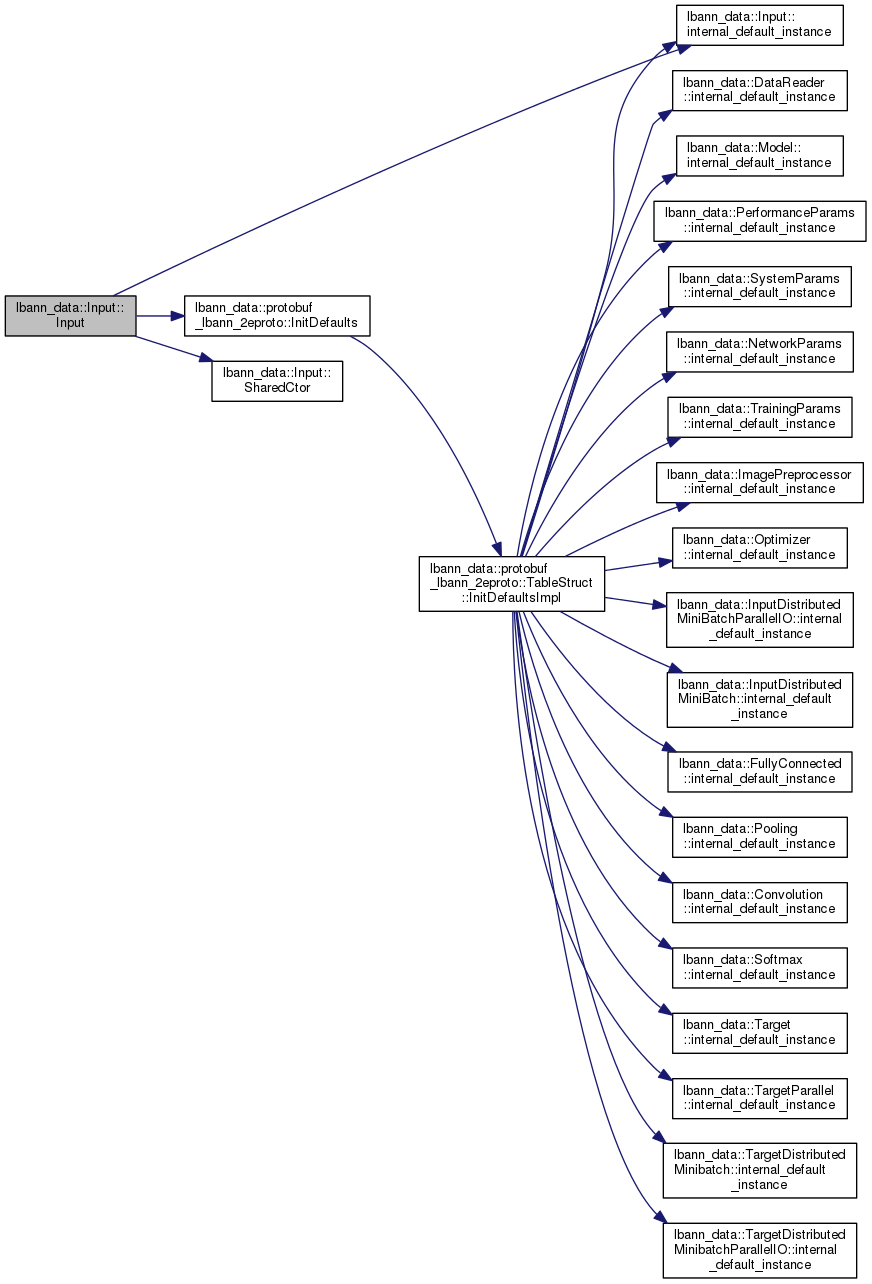 lbann_data::Input::
Input
lbann_data::protobuf
_lbann_2eproto::InitDefaults
lbann_data::Input::
SharedCtor
lbann_data::protobuf
_lbann_2eproto::TableStruct
::InitDefaultsImpl
lbann_data::Input::
internal_default_instance
lbann_data::DataReader
::internal_default_instance
lbann_data::Model::
internal_default_instance
lbann_data::PerformanceParams
::internal_default_instance
lbann_data::SystemParams
::internal_default_instance
lbann_data::NetworkParams
::internal_default_instance
lbann_data::TrainingParams
::internal_default_instance
lbann_data::ImagePreprocessor
::internal_default_instance
lbann_data::Optimizer
::internal_default_instance
lbann_data::InputDistributed
MiniBatchParallelIO::internal
_default_instance
lbann_data::InputDistributed
MiniBatch::internal_default
_instance
lbann_data::FullyConnected
::internal_default_instance
lbann_data::Pooling
::internal_default_instance
lbann_data::Convolution
::internal_default_instance
lbann_data::Softmax
::internal_default_instance
lbann_data::Target
::internal_default_instance
lbann_data::TargetParallel
::internal_default_instance
lbann_data::TargetDistributed
Minibatch::internal_default
_instance
lbann_data::TargetDistributed
MinibatchParallelIO::internal
_default_instance